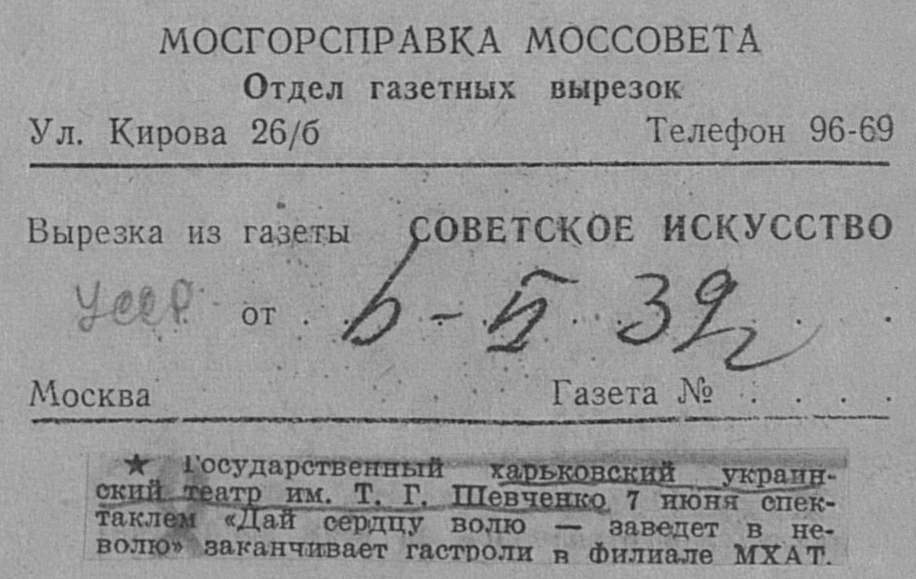 МОСГОРСПРАВКА МОССОВЕТА
Отдел газетных вырезок
Ул. Кирова 26/б Телефон 96-69
Вырезка из газеты СОВЕТСКОЕ ИСКУССТВО
УССР от 6-VI 39
Москва Газета № . . . .
★ Государственный харьковский украин-
ский театр им. Т. Г. Шевченко 7 июня спек-
таклем «Дай сердцу волю — заведет в не-
волю» заканчивает гастроли в Филиале МХАТ.